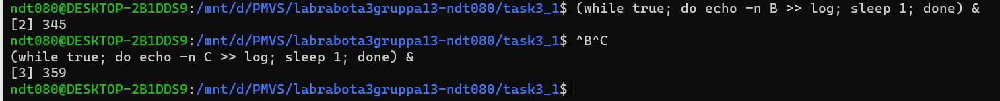 ndt080@DESKTOP-2B1DDS9:/mnt/d/PMVS/labrabota3gruppa13-ndt080/task3_1$ (while true; do echo -n B >> log; sleep 1; done) &
[2] 345
ndt080@DESKTOP-2B1DDS9:/mnt/d/PMVS/labrabota3gruppa13-ndt080/task3_1$ ^B^C
(while true; do echo -n C >> log; sleep 1; done) &
[3] 359
ndt080@DESKTOP-2B1DDS9:/mnt/d/PMVS/labrabota3gruppa13-ndt080/task3_1$